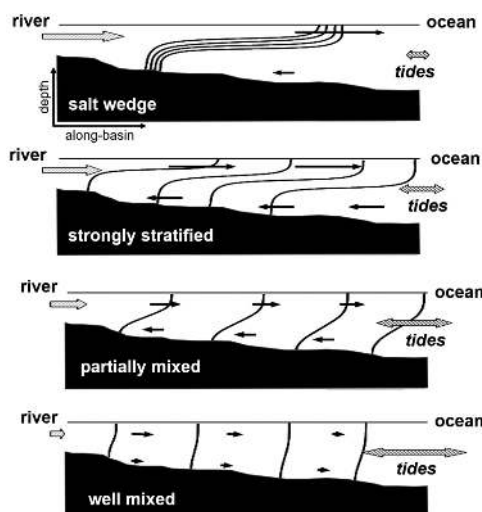 river
ocean
tides
depth
salt wedge
along-basin
river
ocean
tides
strongly stratified
river
ocean
tides
partially mixed
river
ocean
tides
well mixed